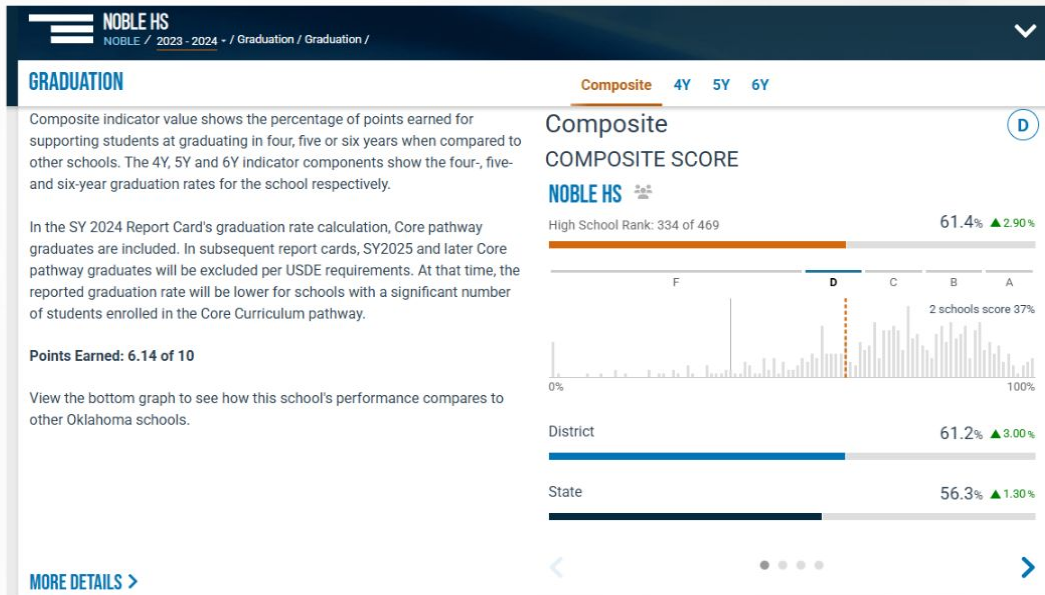 NOBLE HS
NOBLE / 2023 - 2024 - / Graduation / Graduation /
GRADUATION
Composite 4Y 5Y 6Y
Composite indicator value shows the percentage of points earned for
supporting students at graduating in four, five or six years when compared to
other schools. The 4Y, 5Y and 6Y indicator components show the four-, five-
and six-year graduation rates for the school respectively.
In the SY 2024 Report Card's graduation rate calculation, Core pathway
graduates are included. In subsequent report cards, SY2025 and later Core
pathway graduates will be excluded per USDE requirements. At that time, the
reported graduation rate will be lower for schools with a significant number
of students enrolled in the Core Curriculum pathway.
Points Earned: 6.14 of 10
View the bottom graph to see how this school's performance compares to
other Oklahoma schools.
MORE DETAILS
Composite D
COMPOSITE SCORE
NOBLE HS
High School Rank: 334 of 469 61.4% ▲2.90%
F D C B A
2 schools score 37%
0% 100%
District 61.2% ▲3.00%
State 56.3% ▲1.30%